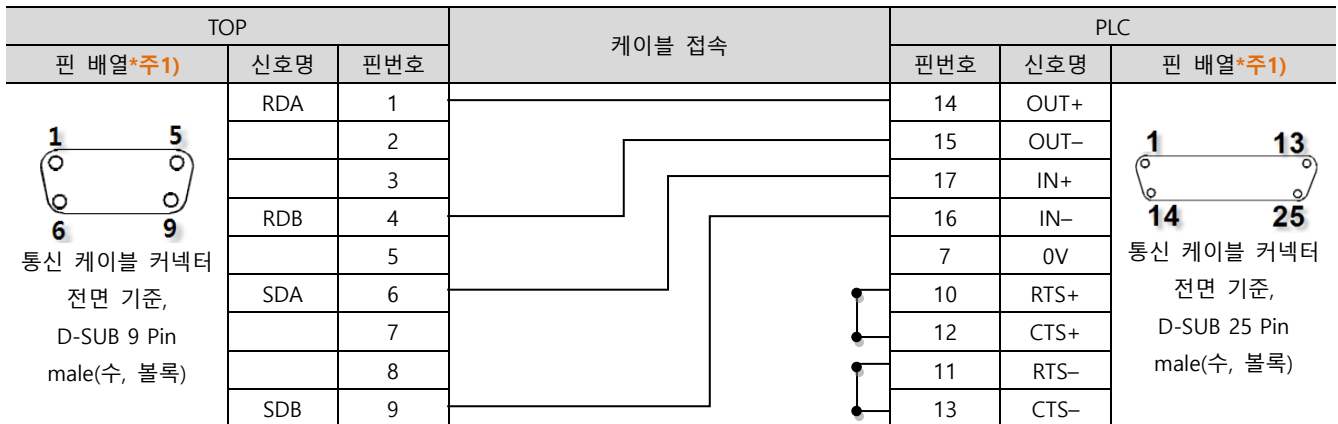 TOP 케이블 접속 PLC
핀 배열*주1) 신호명 핀번호 핀번호 신호명 핀 배열*주1)
RDA 1 14 OUT+
2 15 OUT–
3 17 IN+
RDB 4 16 IN–
5 7 0V
SDA 6 10 RTS+
7 12 CTS+
8 11 RTS–
SDB 9 13 CTS–
1 5
6 9
통신 케이블 커넥터
전면 기준,
D-SUB 9 Pin
male(수, 볼록)
1 13
14 25
통신 케이블 커넥터
전면 기준,
D-SUB 25 Pin
male(수, 볼록)